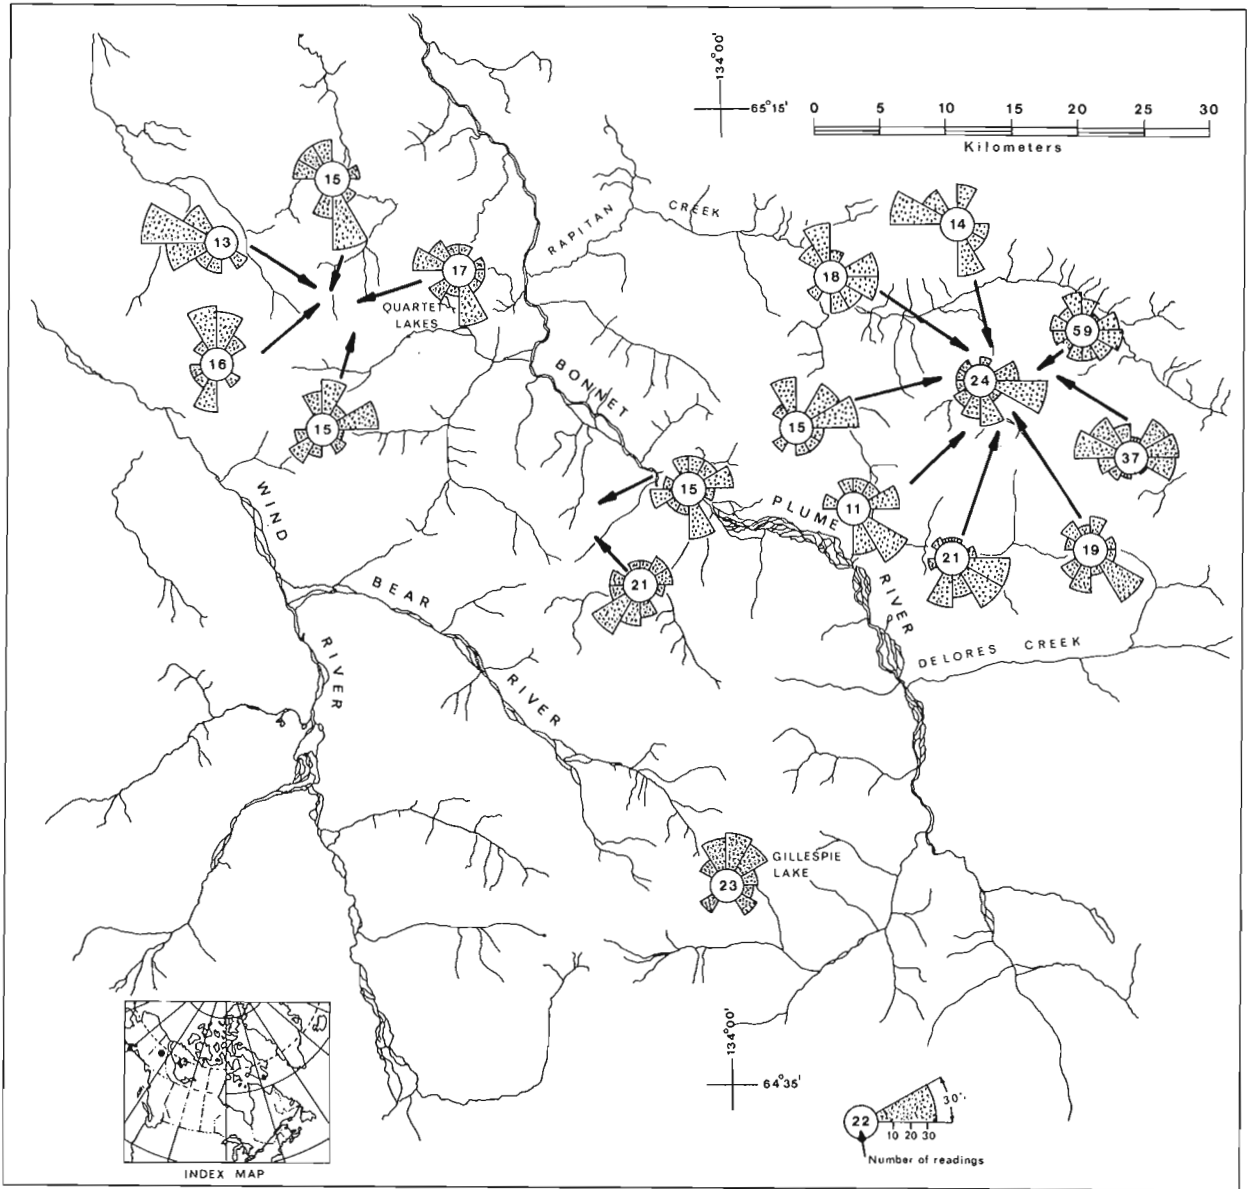 134°00'
65°15'
0 5 10 15 20 25 30
Kilometers
RAPITAN CREEK
15
13
17
14
18
QUARTET
LAKES
59
16
24
BONNET
15
15
37
WIND
15
PLUME
11
21
19
21
BEAR
RIVER
RIVER
DELORES CREEK
RIVER
GILLESPIE
LAKE
23
134°00'
64°35'
30%
22
10 20 30
Number of readings
INDEX MAP